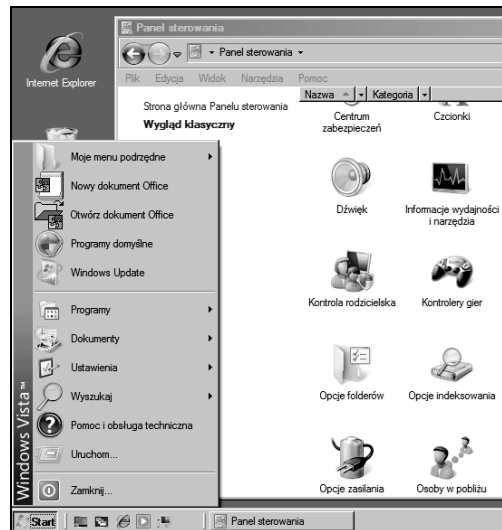 Panel sterowania
Panel sterowania
Plik Edycja Widok Narzędzia Pomoc
Internet Explorer
Strona główna Panelu sterowania
Wygląd klasyczny
Nazwa Kategoria
Centrum
zabezpieczeń
Czcionki
Dźwięk
Informacje wydajności
i narzędzia
Kontrola rodzicielska
Kontrolery gier
Opcje folderów
Opcje indeksowania
Opcje zasilania
Osoby w pobliżu
Moje menu podrzędne
Nowy dokument Office
Otwórz dokument Office
Programy domyślne
Windows Update
Programy
Dokumenty
Ustawienia
Wyszukaj
Pomoc i obsługa techniczna
Uruchom...
Zamknij...
Windows Vista™
Start
Panel sterowania